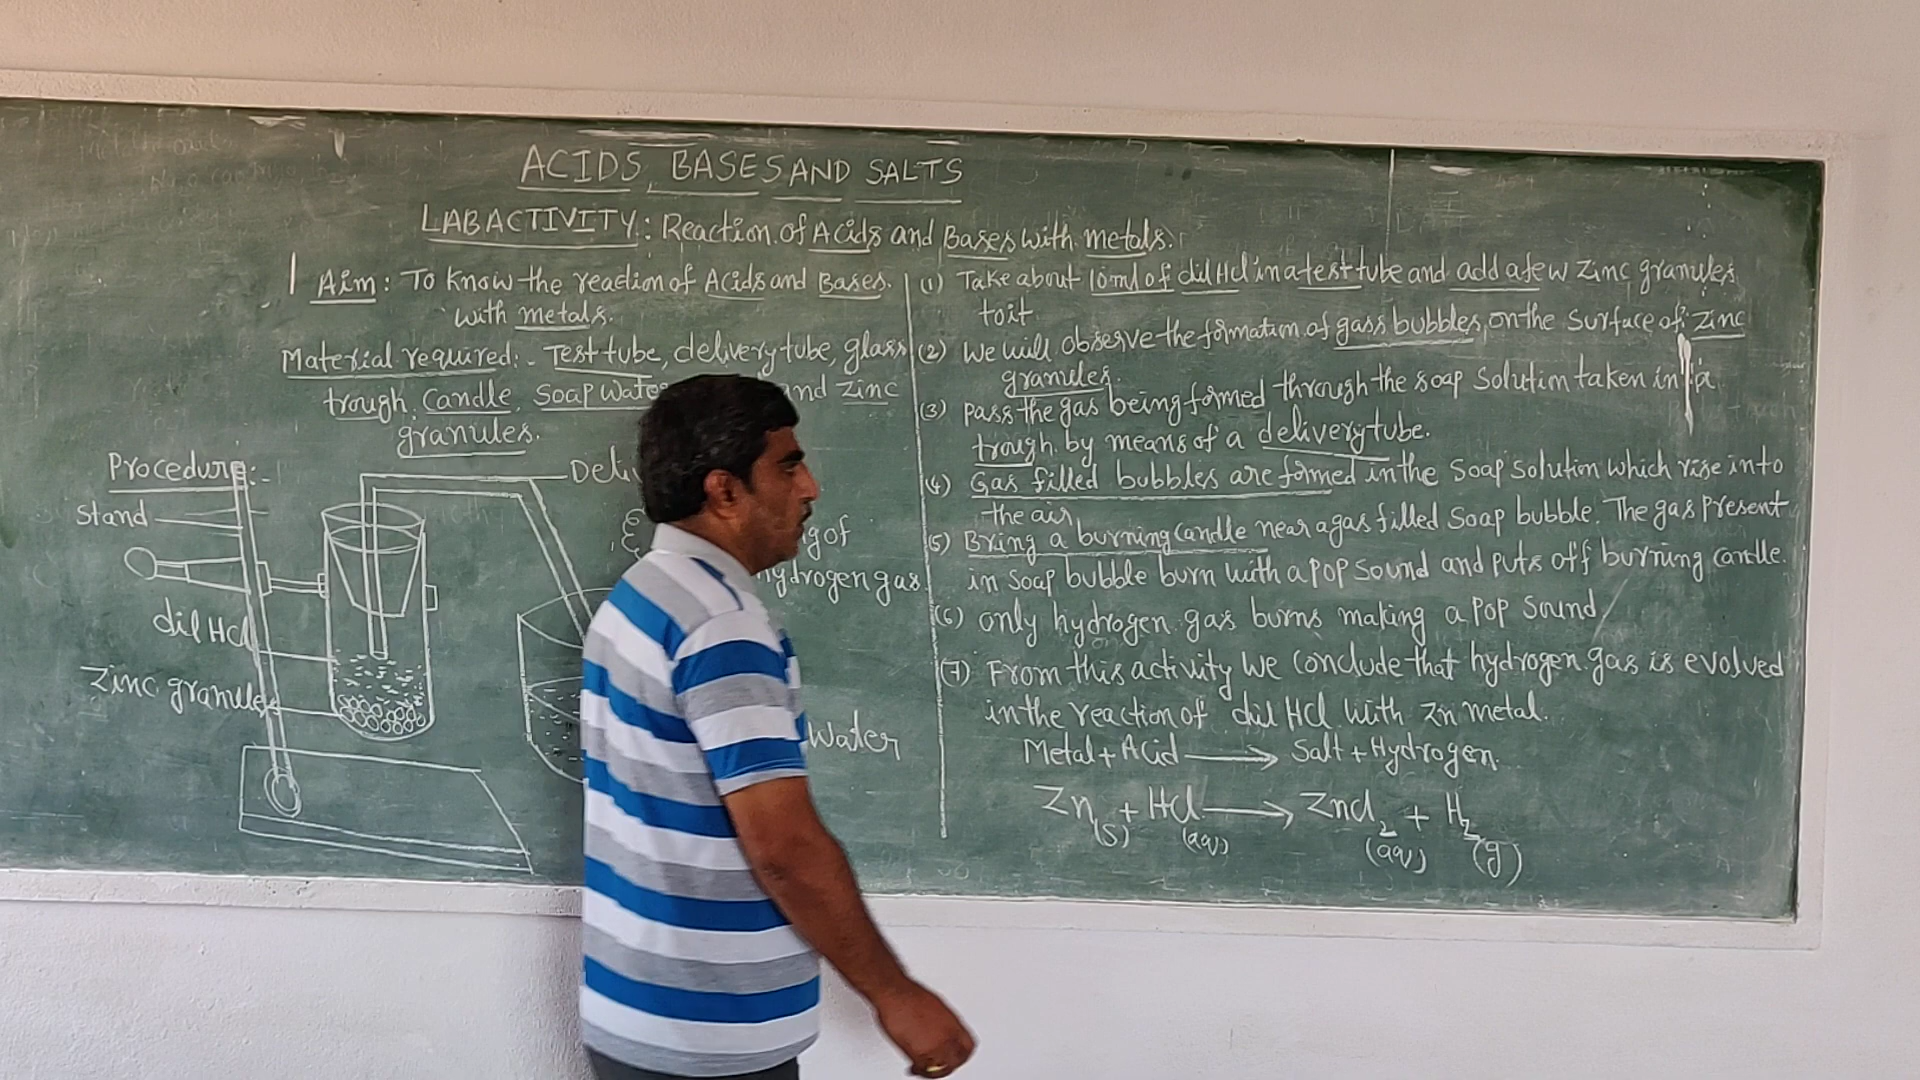 ACIDS, BASES AND SALTS
LAB ACTIVITY: Reaction of Acids and Bases with metals.
Aim: To Know the reaction of Acids and Bases.
with metals.
Material required:- Test tube, delivery tube, glass
trough, Candle, Soap Water and Zinc
granules.
Procedure:-
Stand
dil Hcl
Zinc granules
g of
hydrogen gas
Water
(1) Take about 10ml of dil Hcl in a test tube and add a few Zinc granules
to it.
(2) We will observe the formation of gass bubbles, on the surface of Zinc
granules.
(3) pass the gas being formed through the soap Solution taken in a
trough by means of a delivery tube.
(4) Gas filled bubbles are formed in the Soap Solution which rise into
the air
(5) Bring a burning Candle near a gas filled Soap bubble. The gas present
in Soap bubble burn with a pop Sound and puts off burning candle.
(6) only hydrogen gas burns making a pop Sound
(7) From this activity we Conclude that hydrogen gas is evolved
in the reaction of dil Hcl with Zn metal.
Metal + Acid → Salt + Hydrogen.
Zn(s) + Hcl(aq) → Zncl2(aq) + H2(g)